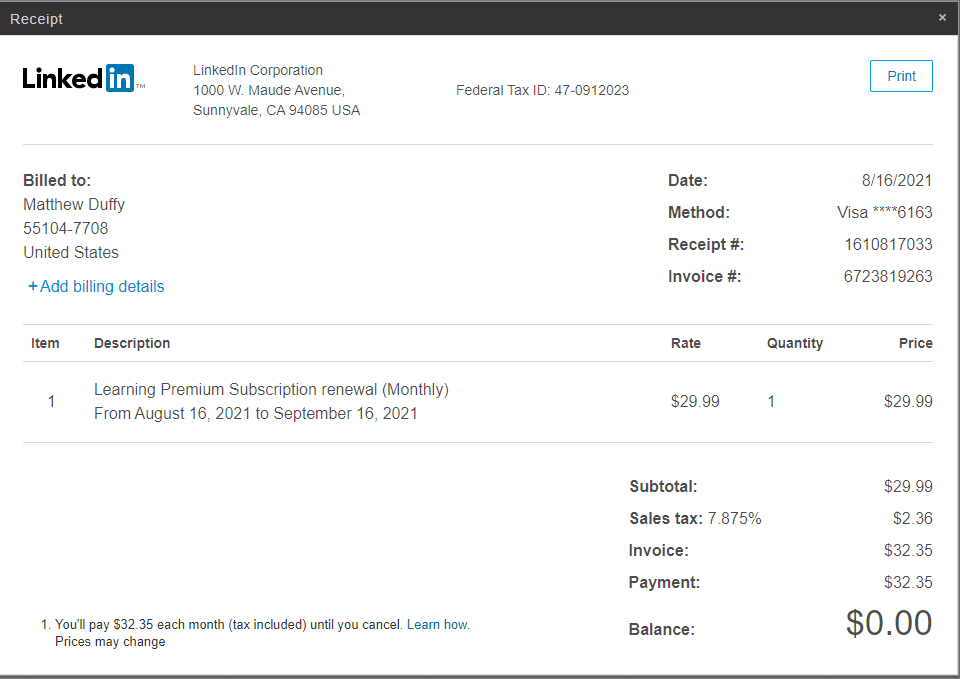 Receipt ×
Linked in ™
LinkedIn Corporation
1000 W. Maude Avenue,
Sunnyvale, CA 94085 USA
Federal Tax ID: 47-0912023
Print
Billed to:
Matthew Duffy
55104-7708
United States
+Add billing details
Date: 8/16/2021
Method: Visa ****6163
Receipt #: 1610817033
Invoice #: 6723819263
Item Description Rate Quantity Price
1 Learning Premium Subscription renewal (Monthly) $29.99 1 $29.99
From August 16, 2021 to September 16, 2021
Subtotal: $29.99
Sales tax: 7.875% $2.36
Invoice: $32.35
Payment: $32.35
Balance: $0.00
1. You'll pay $32.35 each month (tax included) until you cancel. Learn how.
Prices may change